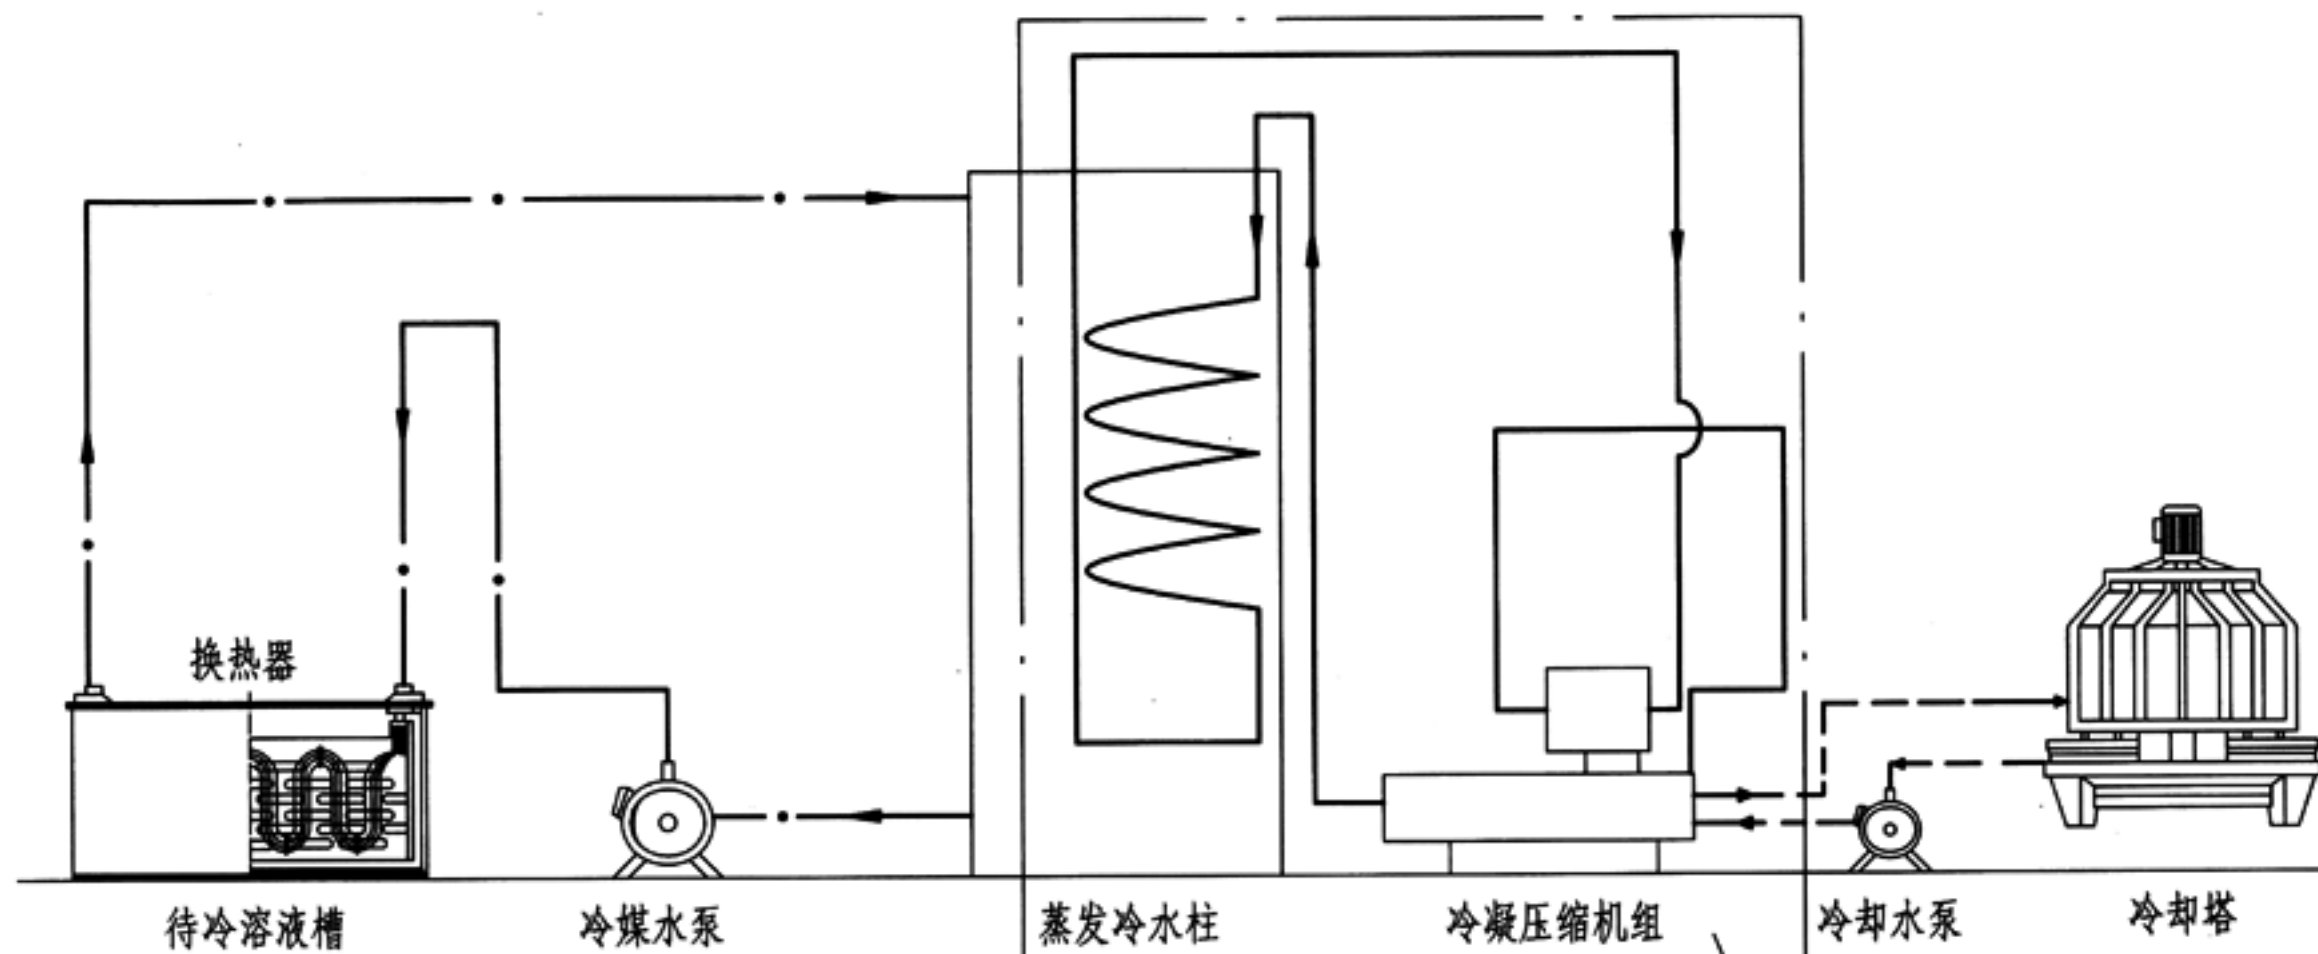 换热器
待冷溶液槽
冷媒水泵
蒸发冷水柱
冷凝压缩机组
冷却水泵
冷却塔